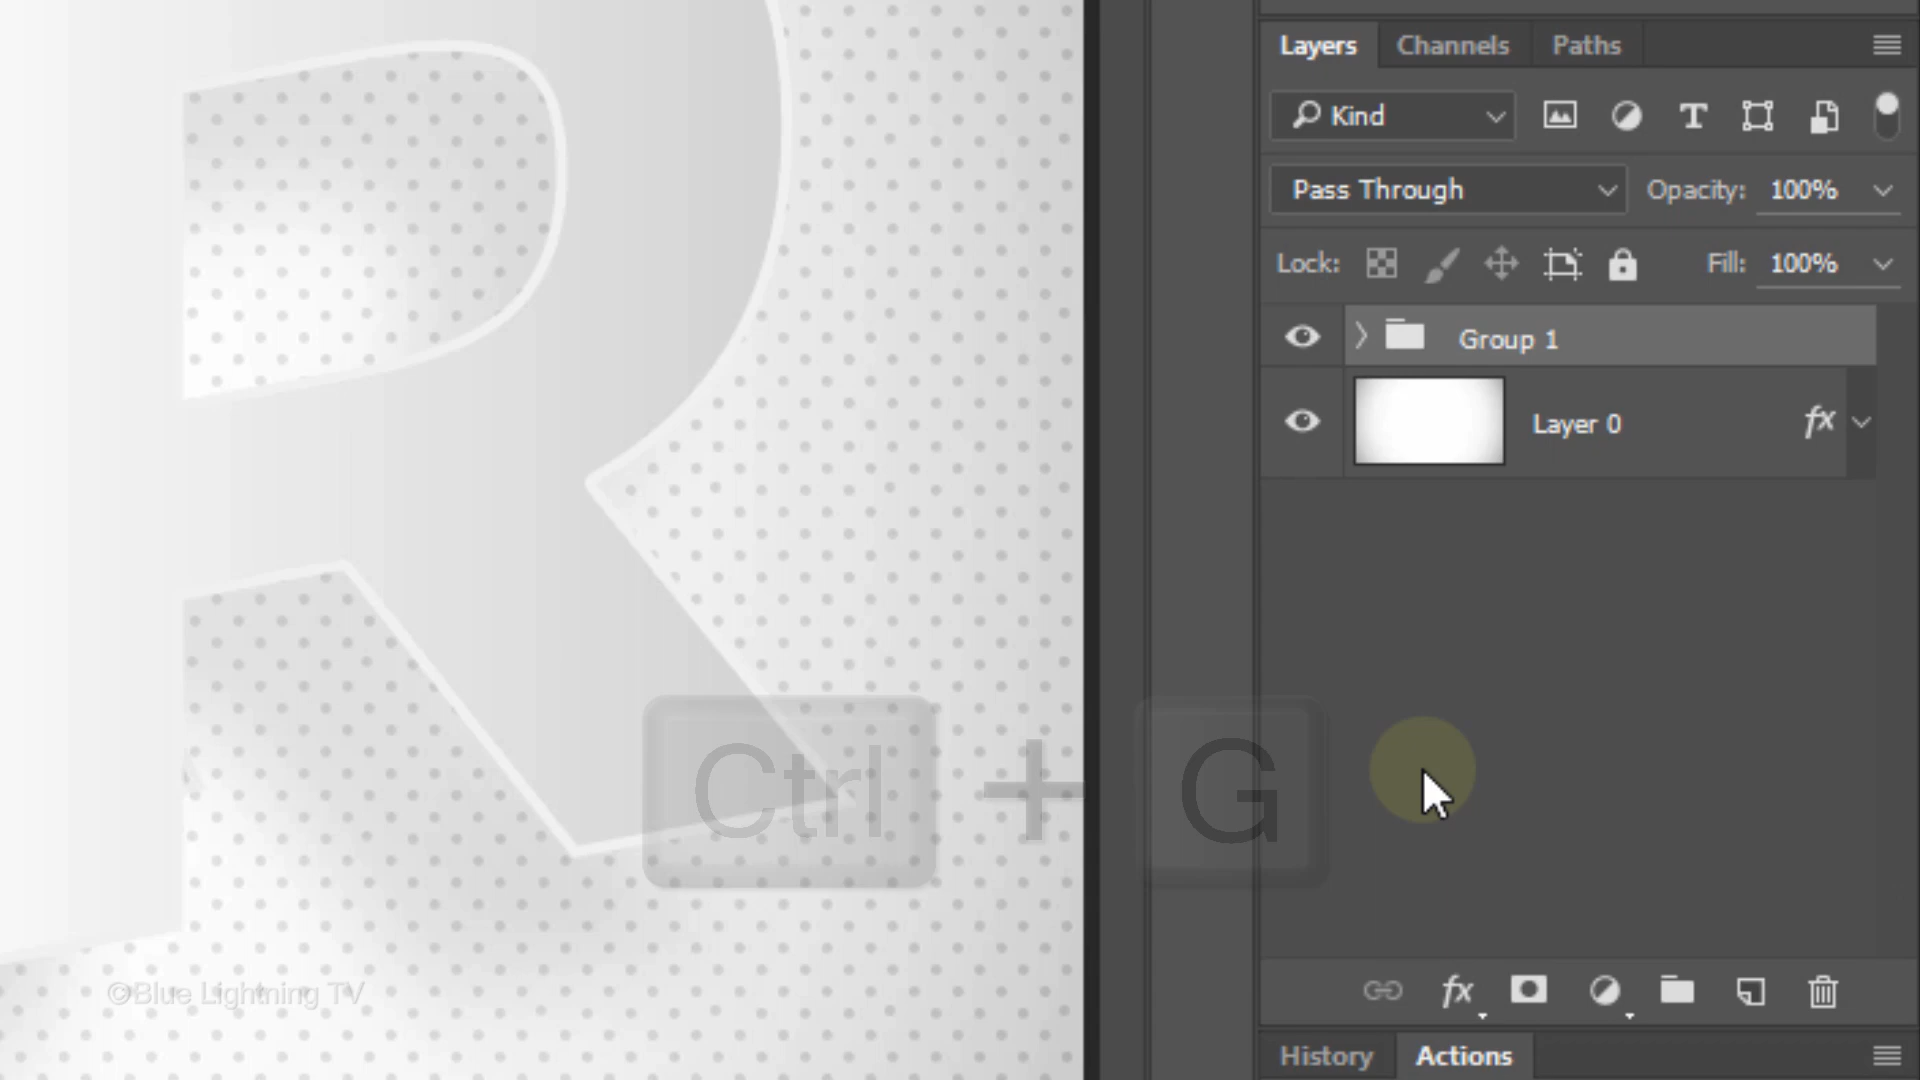 Layers Channels Paths
Kind
T
Pass Through Opacity: 100%
Lock: Fill: 100%
Group 1
Layer 0 fx
R
Ctrl + G
©Blue Lightning TV
fx
History Actions